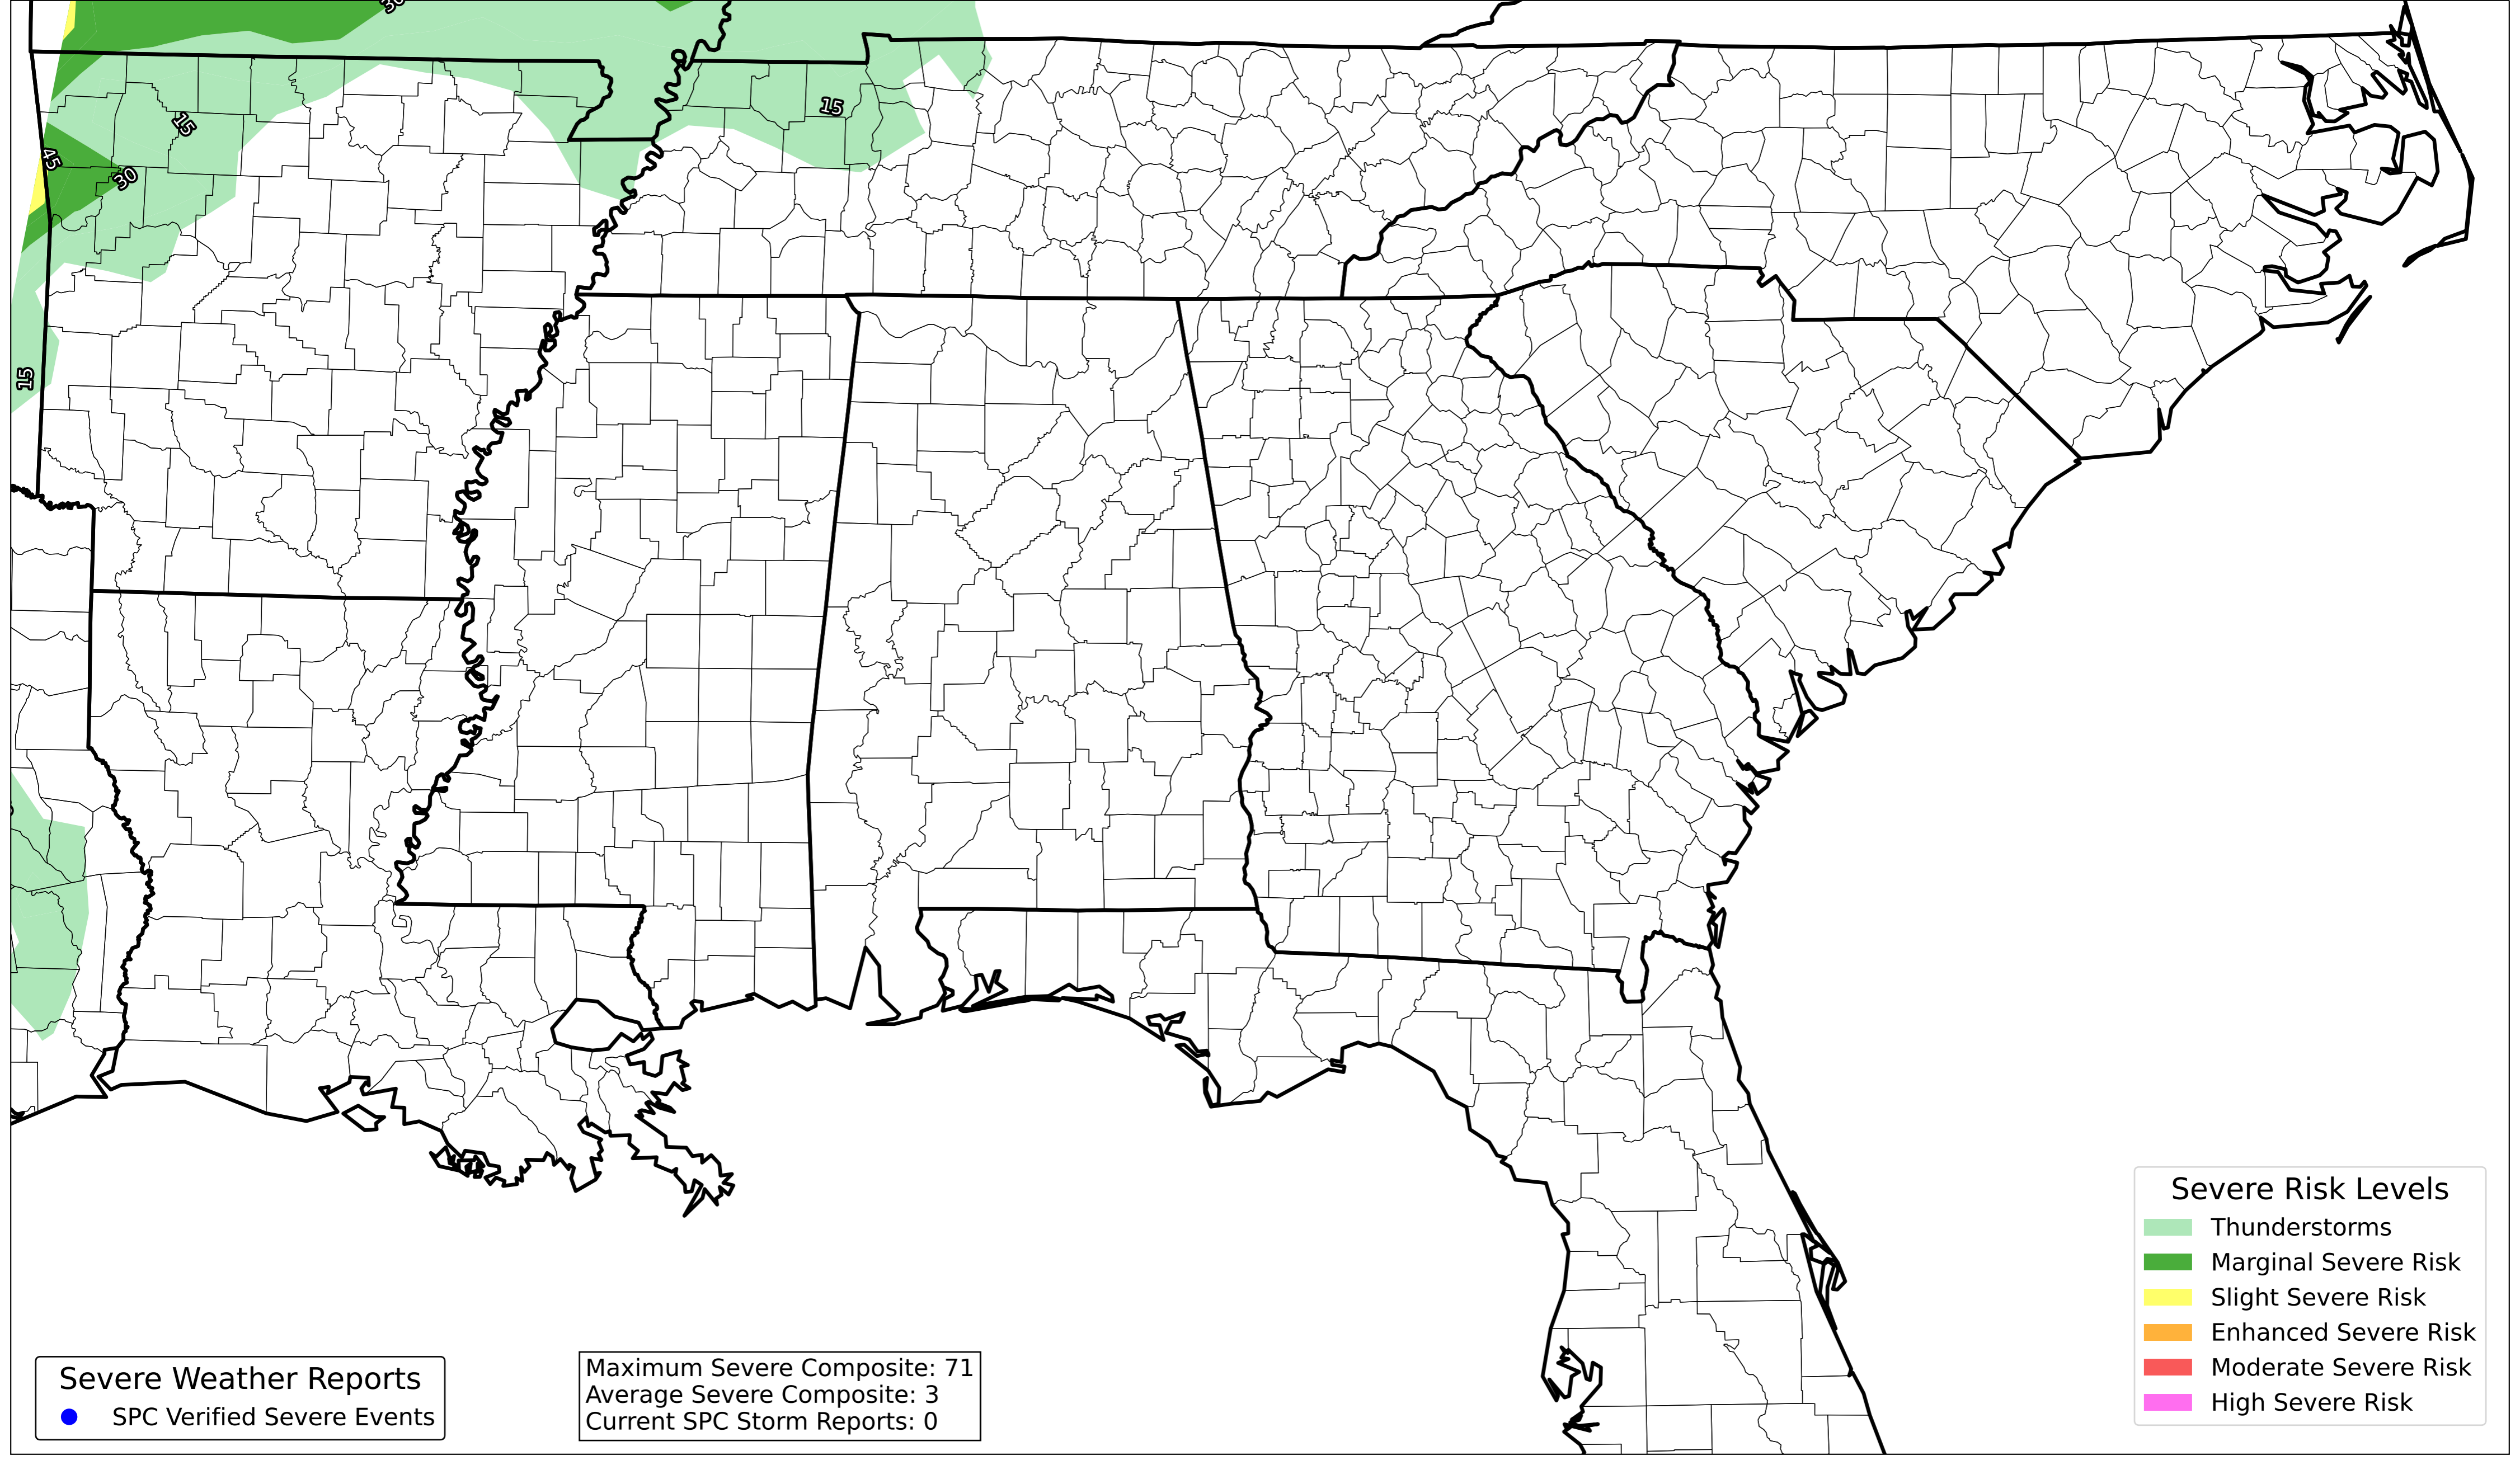 30
15
15
45
30
15
Severe Risk Levels
Thunderstorms
Marginal Severe Risk
Slight Severe Risk
Enhanced Severe Risk
Moderate Severe Risk
High Severe Risk
Severe Weather Reports
SPC Verified Severe Events
Maximum Severe Composite: 71
Average Severe Composite: 3
Current SPC Storm Reports: 0